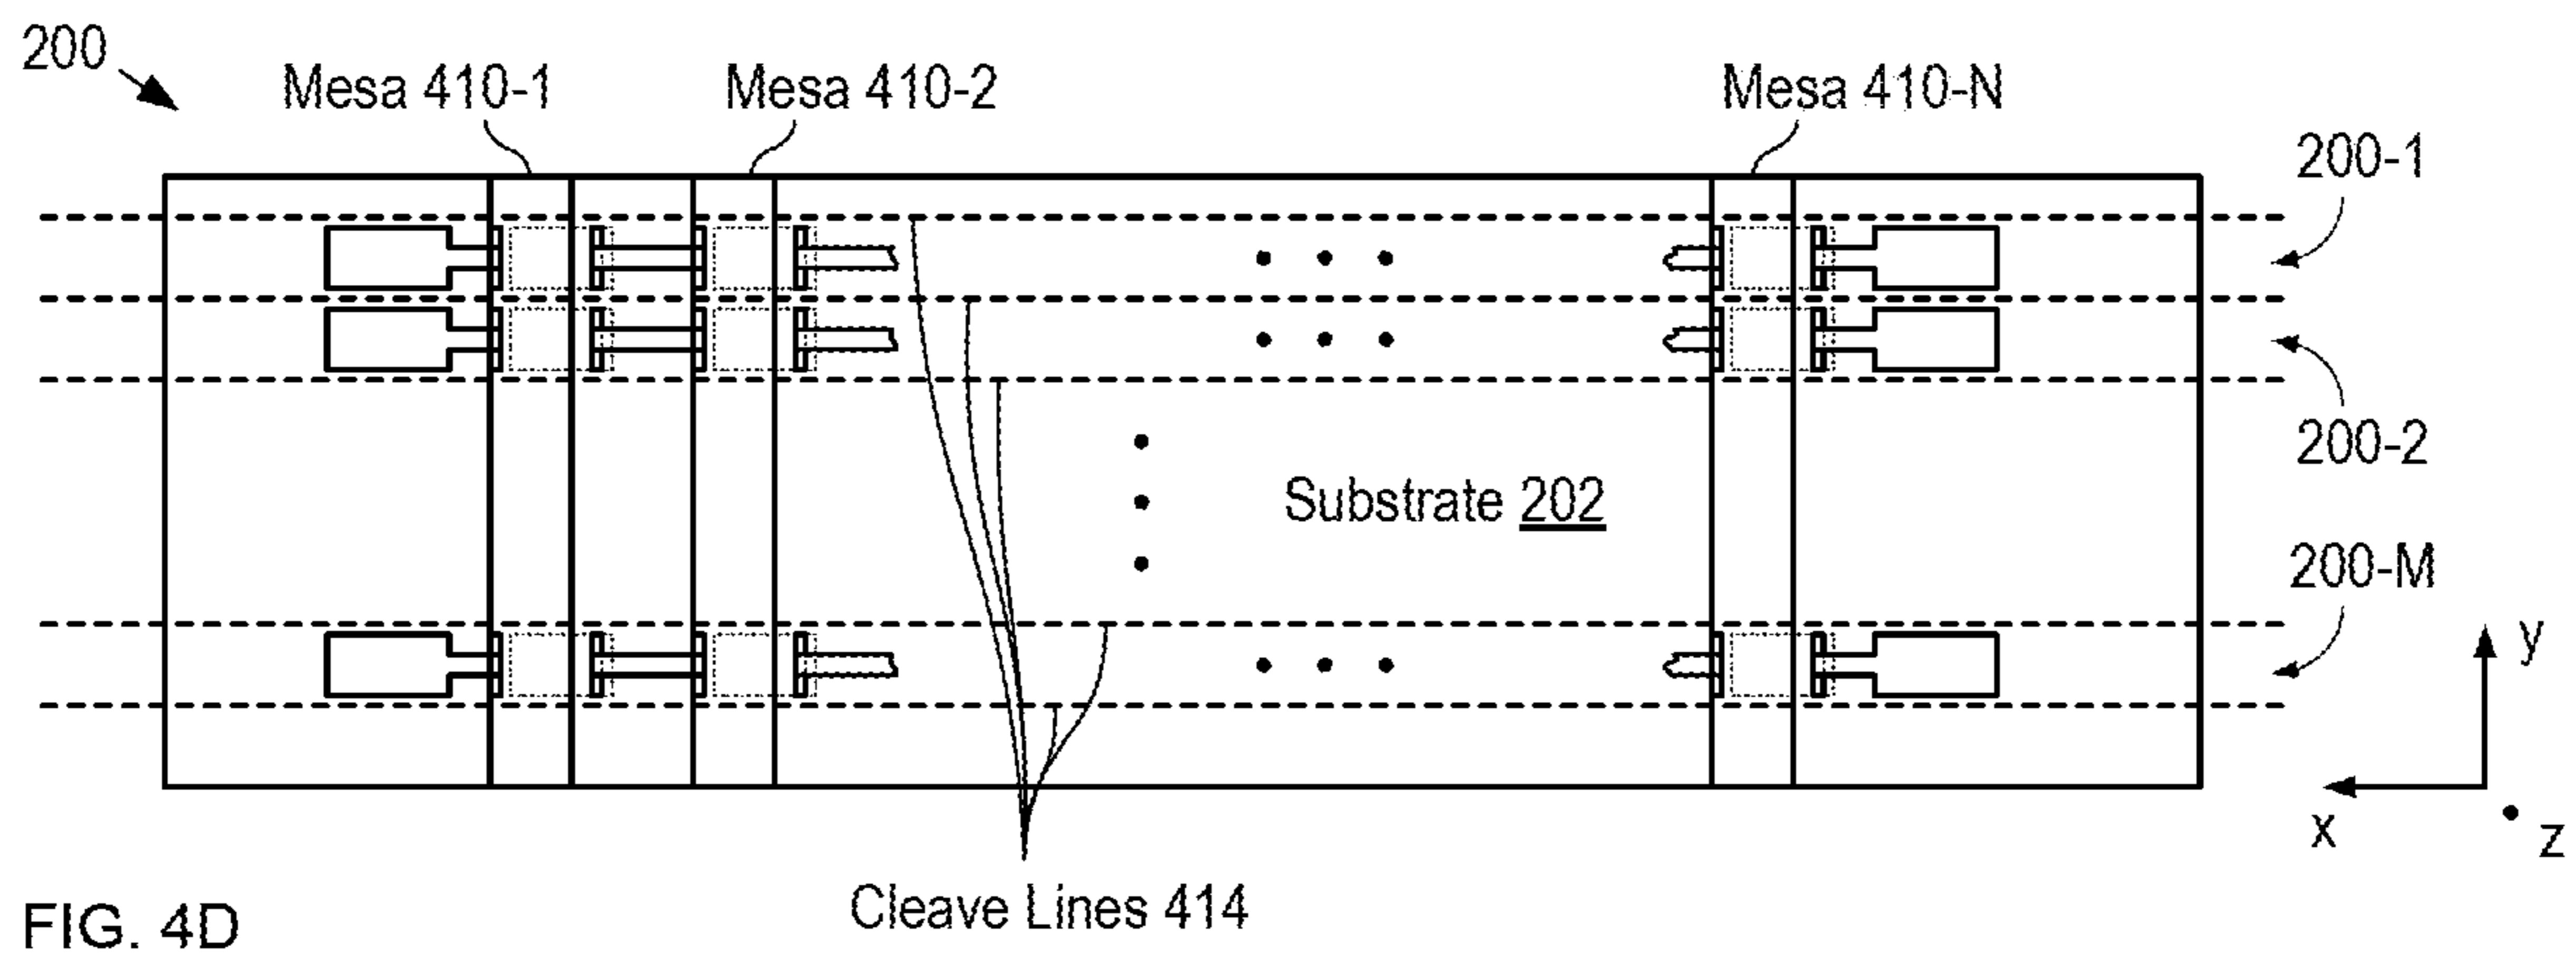 200
Mesa 410-1
Mesa 410-2
Mesa 410-N
200-1
200-2
Substrate 202
200-M
y
x
z
Cleave Lines 414
FIG. 4D